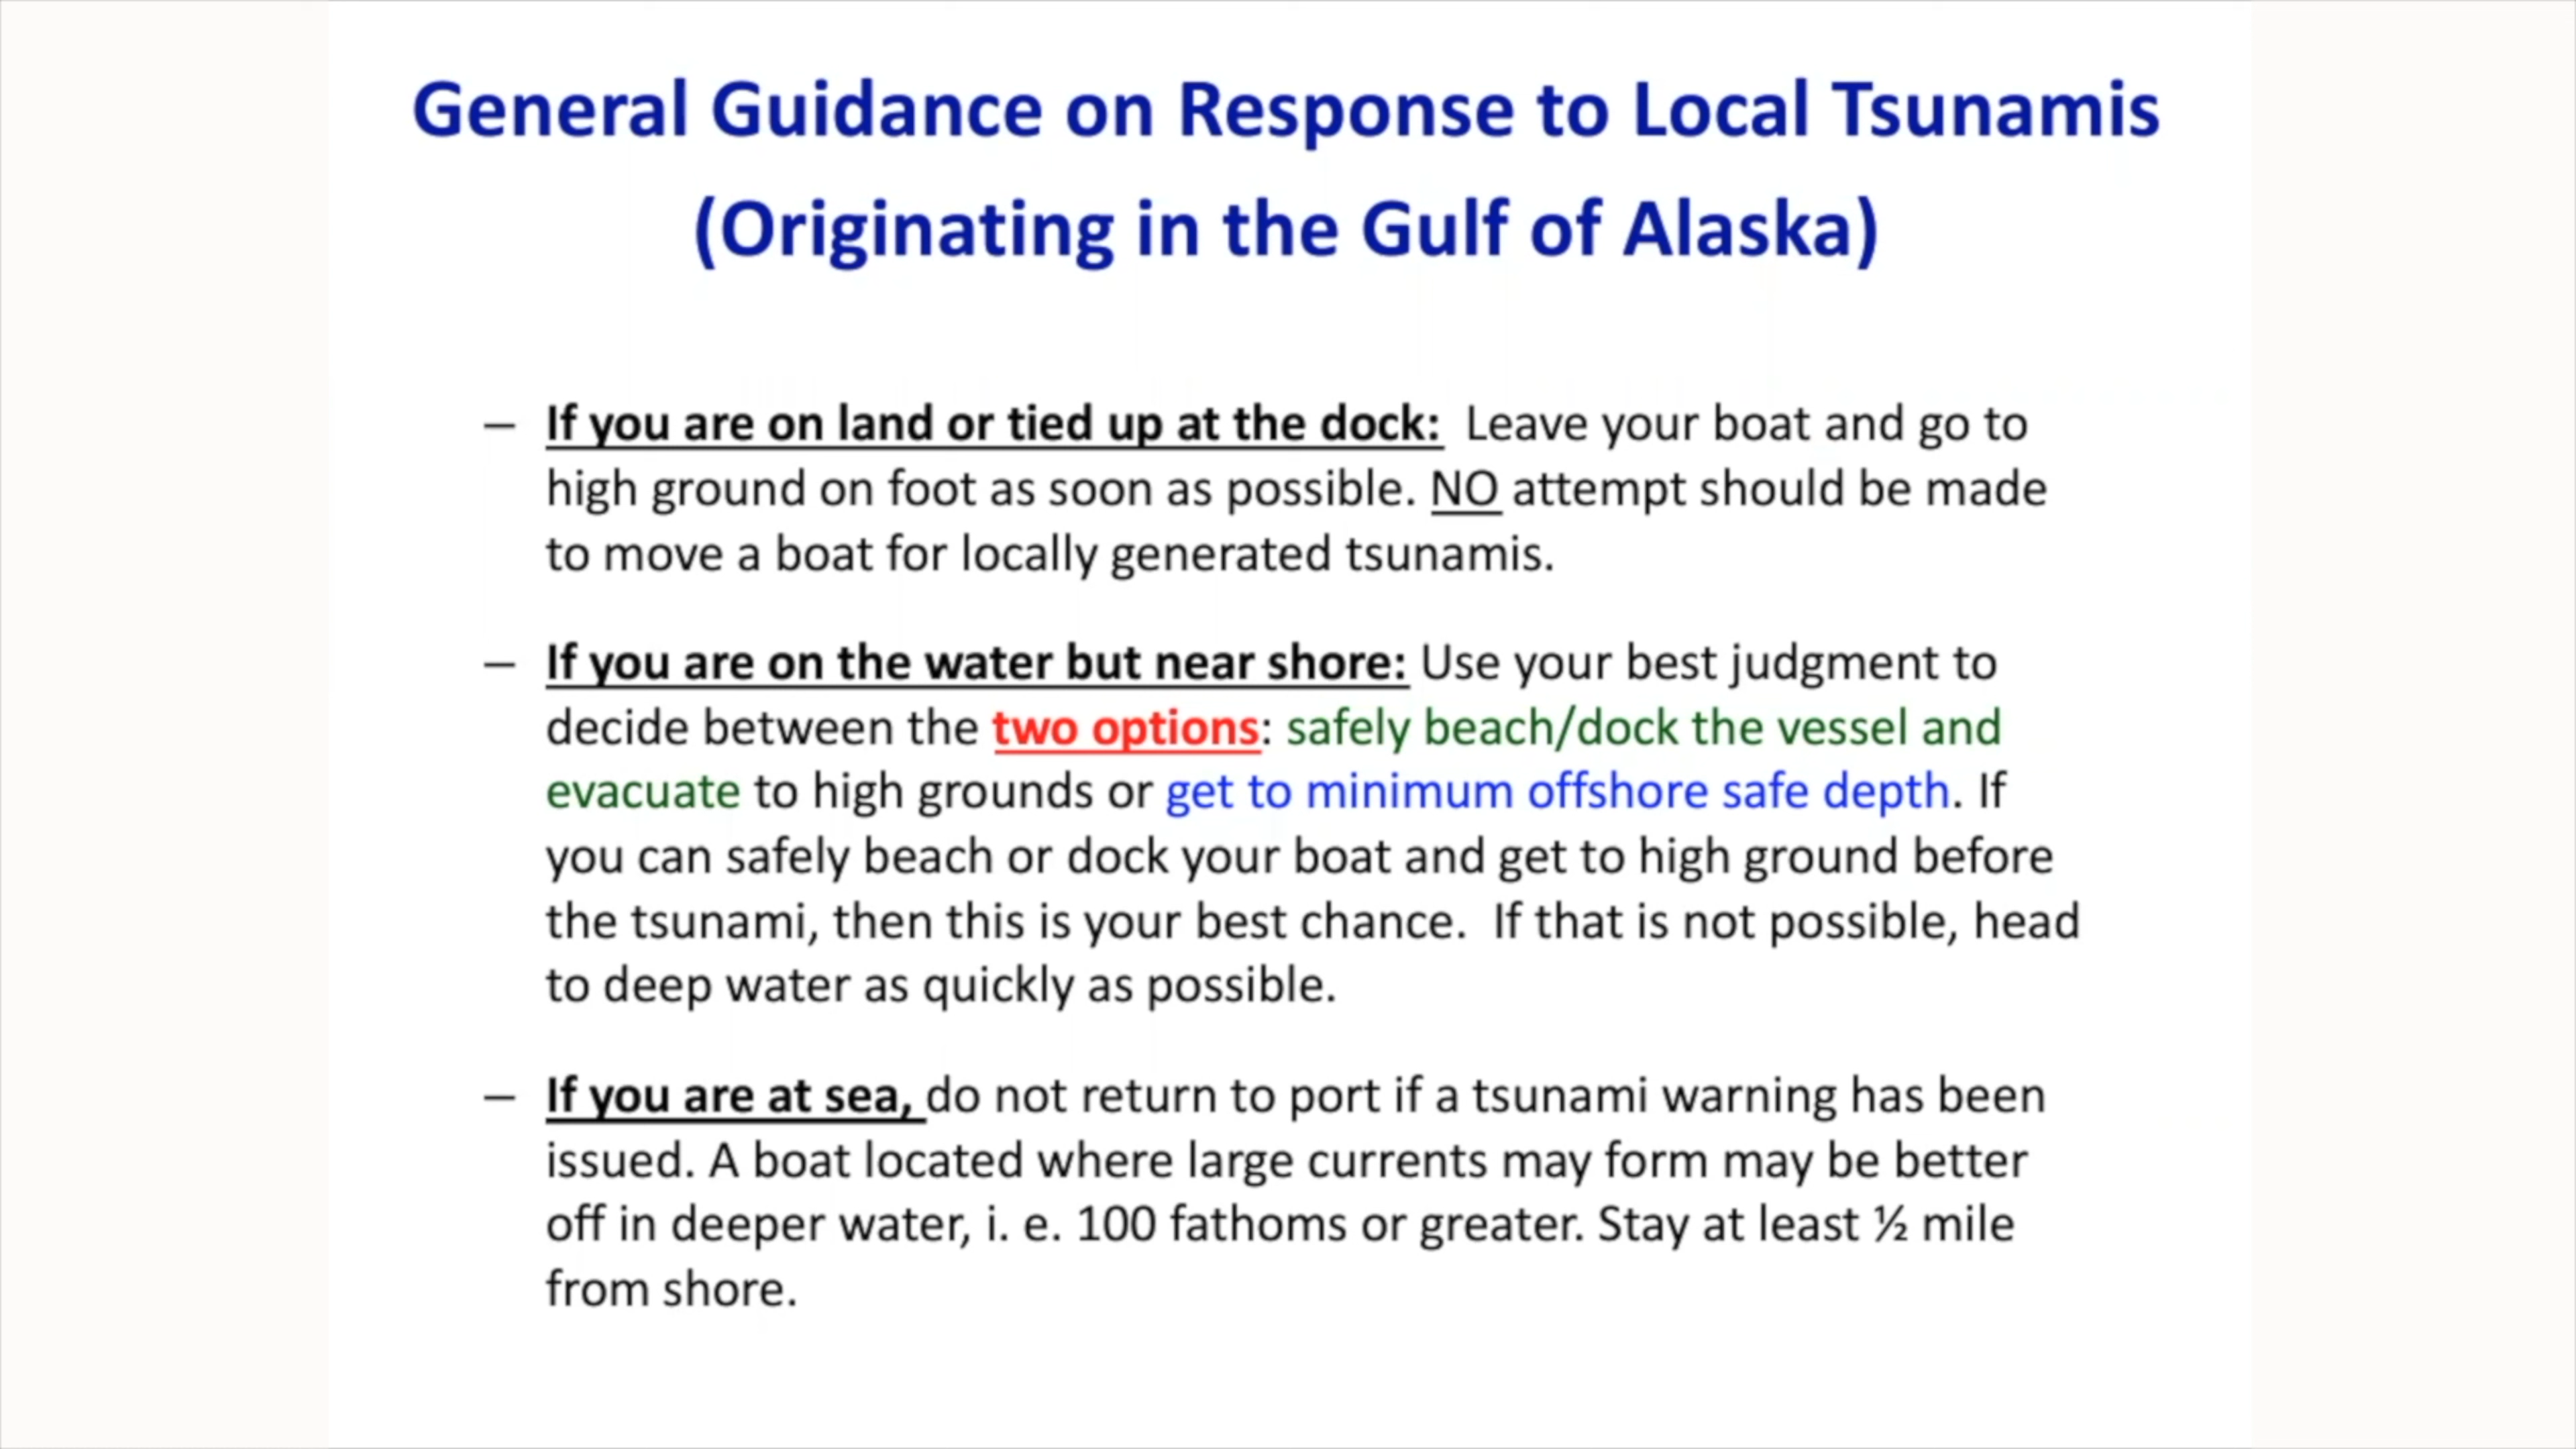 General Guidance on Response to Local Tsunamis
(Originating in the Gulf of Alaska)
– If you are on land or tied up at the dock: Leave your boat and go to
high ground on foot as soon as possible. NO attempt should be made
to move a boat for locally generated tsunamis.
– If you are on the water but near shore: Use your best judgment to
decide between the two options: safely beach/dock the vessel and
evacuate to high grounds or get to minimum offshore safe depth. If
you can safely beach or dock your boat and get to high ground before
the tsunami, then this is your best chance. If that is not possible, head
to deep water as quickly as possible.
– If you are at sea, do not return to port if a tsunami warning has been
issued. A boat located where large currents may form may be better
off in deeper water, i. e. 100 fathoms or greater. Stay at least ½ mile
from shore.